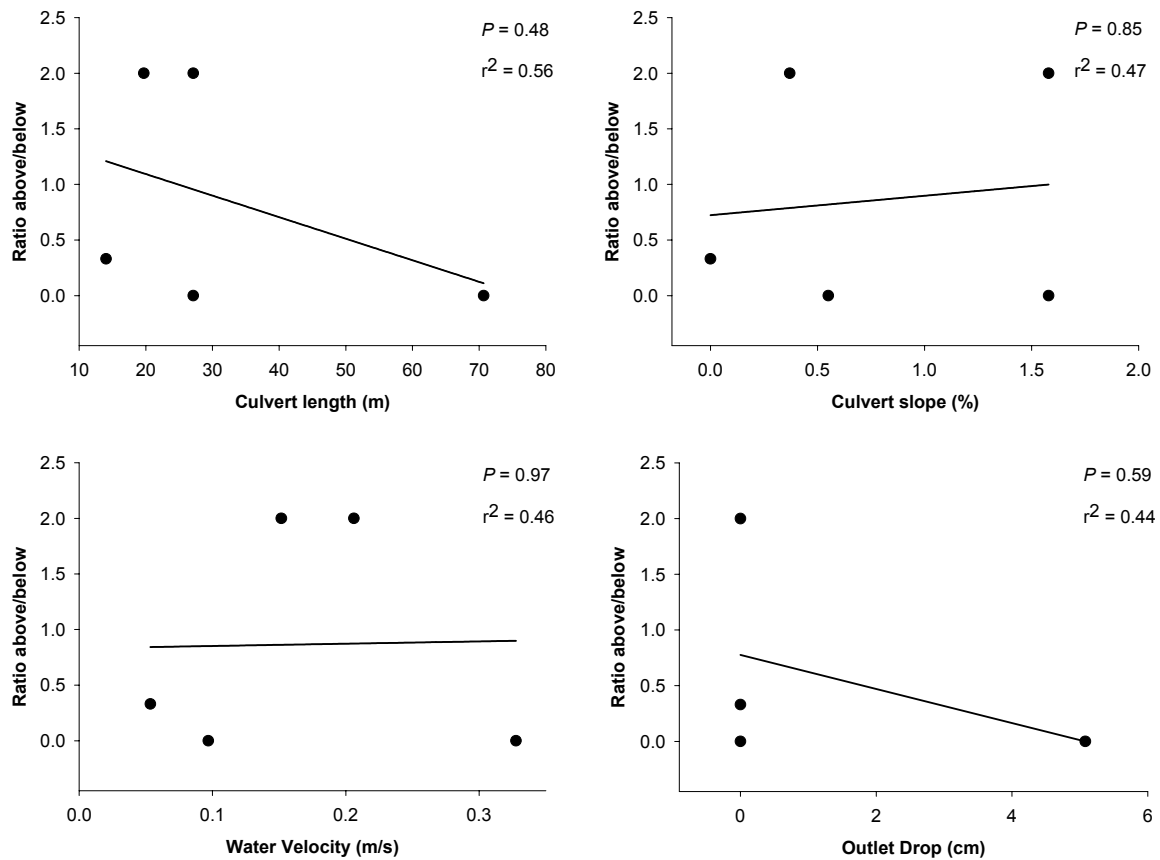 2.5
2.0
1.5
1.0
0.5
0.0
Ratio above/below
P = 0.48
r2 = 0.56
10 20 30 40 50 60 70 80
Culvert length (m)
2.5
2.0
1.5
1.0
0.5
0.0
Ratio above/below
P = 0.85
r2 = 0.47
0.0 0.5 1.0 1.5 2.0
Culvert slope (%)
2.5
2.0
1.5
1.0
0.5
0.0
Ratio above/below
P = 0.97
r2 = 0.46
0.0 0.1 0.2 0.3
Water Velocity (m/s)
2.5
2.0
1.5
1.0
0.5
0.0
Ratio above/below
P = 0.59
r2 = 0.44
0 2 4 6
Outlet Drop (cm)